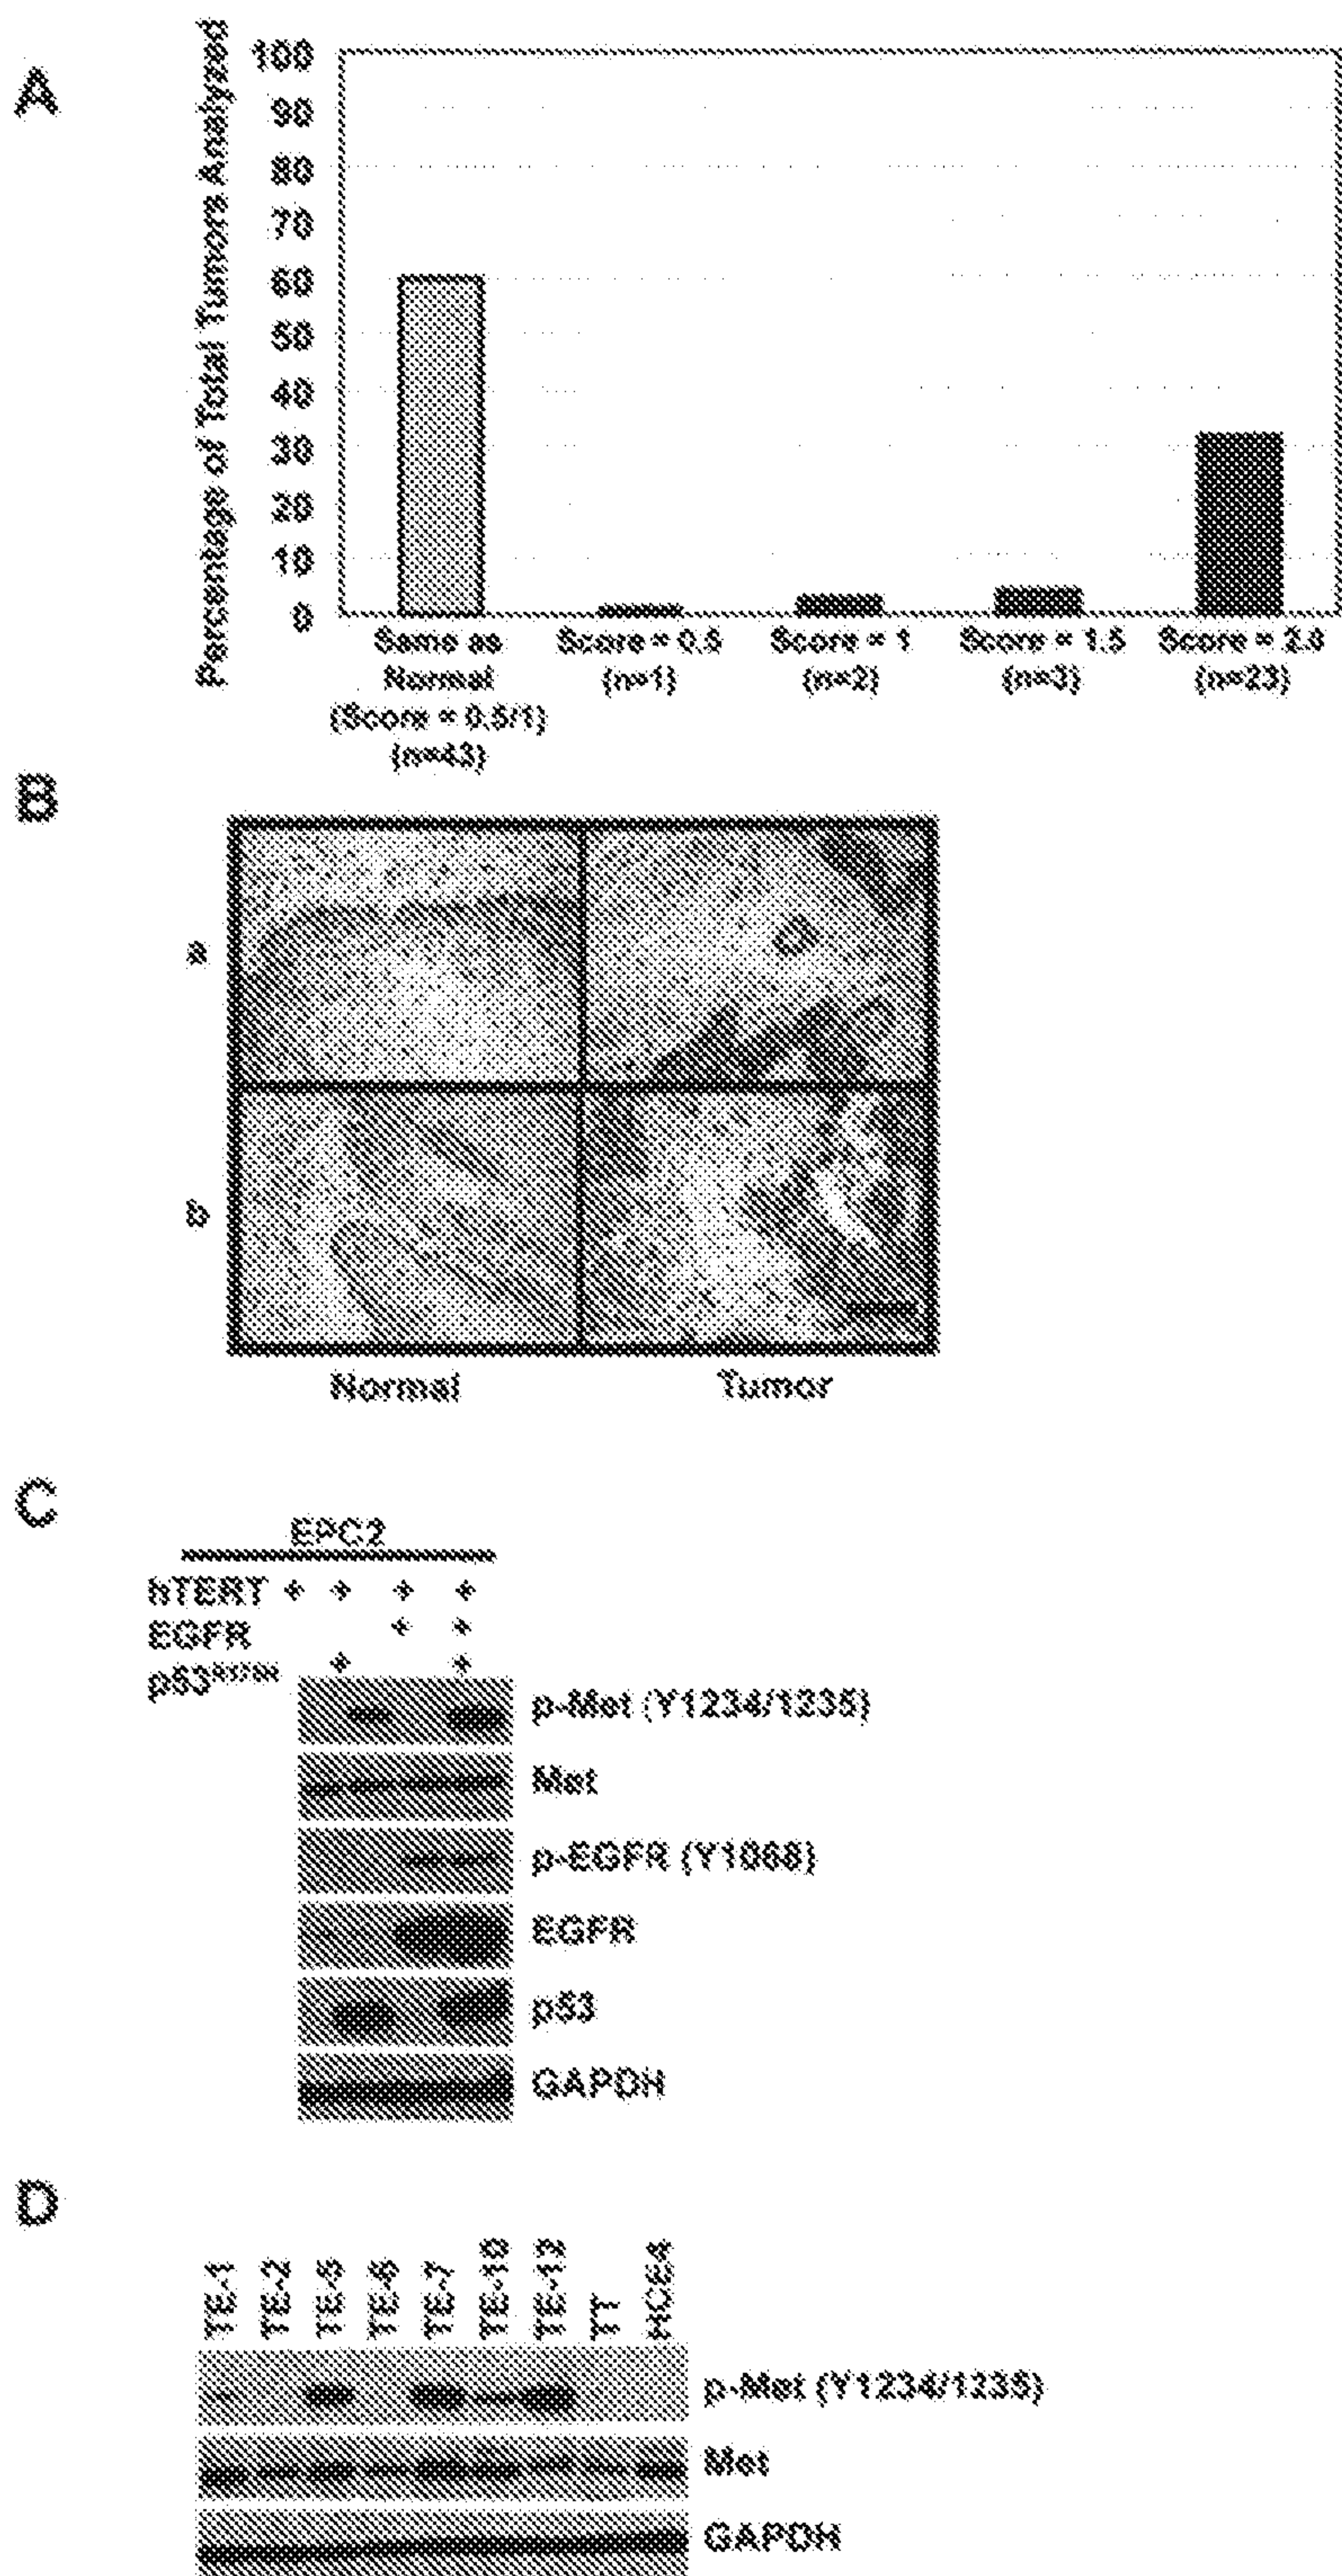 A
Percentage of Total Tumors Analyzed
100
90
80
70
60
50
40
30
20
10
0
Same as Normal (Score = 0.5/1) (n=43)
Score = 0.5 (n=1)
Score = 1 (n=2)
Score = 1.5 (n=3)
Score = 2.0 (n=23)
B
a
b
Normal
Tumor
C
EPC2
hTERT + + + +
EGFR + +
p53 + +
p-Met (Y1234/1235)
Met
p-EGFR (Y1068)
EGFR
p53
GAPDH
D
TE-1 TE-2 TE-5 TE-6 TE-7 TE-10 TE-13 TT HCE4
p-Met (Y1234/1235)
Met
GAPDH